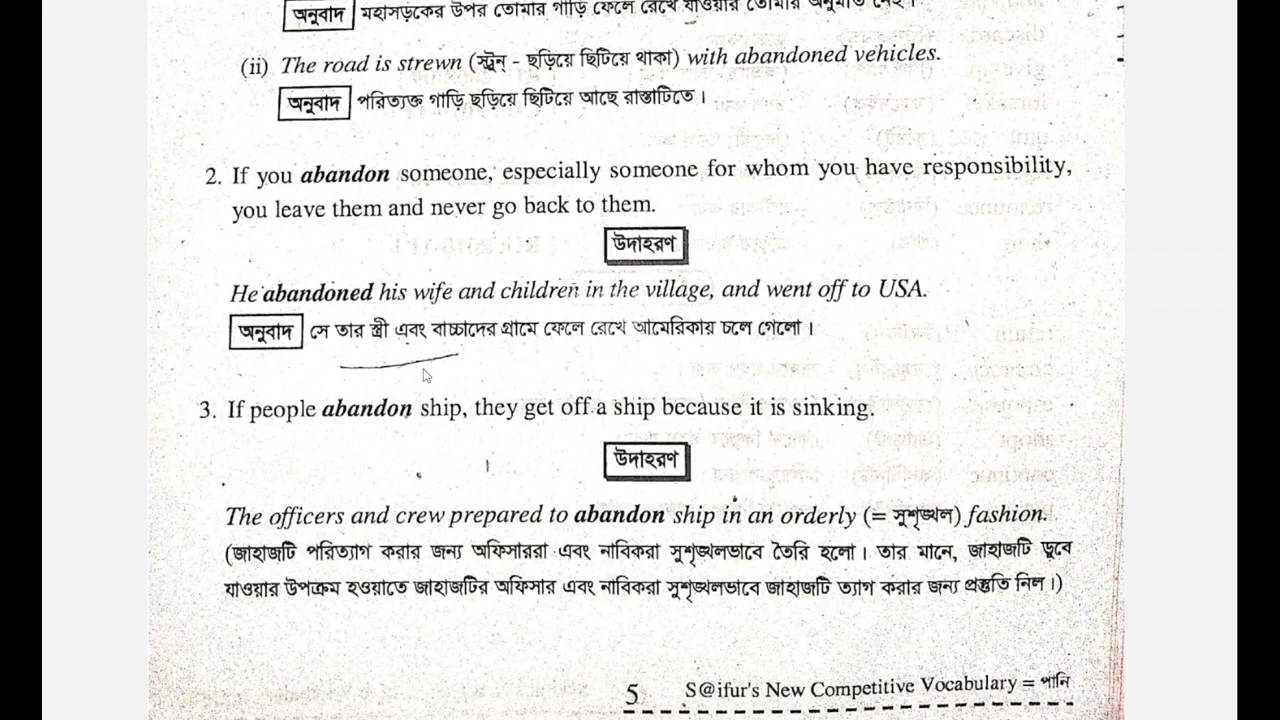 অনুবাদ মহাসড়কের উপর তোমার গাড়ি ফেলে রেখে যাওয়ার তোমার অনুমতি নেই।
(ii) The road is strewn (স্ট্রুন্ - ছড়িয়ে ছিটিয়ে থাকা) with abandoned vehicles.
অনুবাদ পরিত্যক্ত গাড়ি ছড়িয়ে ছিটিয়ে আছে রাস্তাটিতে।
2. If you abandon someone, especially someone for whom you have responsibility,
you leave them and never go back to them.
উদাহরণ
He abandoned his wife and children in the village, and went off to USA.
অনুবাদ সে তার স্ত্রী এবং বাচ্চাদের গ্রামে ফেলে রেখে আমেরিকায় চলে গেলো।
3. If people abandon ship, they get off a ship because it is sinking.
উদাহরণ
The officers and crew prepared to abandon ship in an orderly (= সুশৃঙ্খল) fashion.
(জাহাজটি পরিত্যাগ করার জন্য অফিসাররা এবং নাবিকরা সুশৃঙ্খলভাবে তৈরি হলো। তার মানে, জাহাজটি ডুবে
যাওয়ার উপক্রম হওয়াতে জাহাজটির অফিসার এবং নাবিকরা সুশৃঙ্খলভাবে জাহাজটি ত্যাগ করার জন্য প্রস্তুতি নিল।)
5 S@ifur's New Competitive Vocabulary = পানি